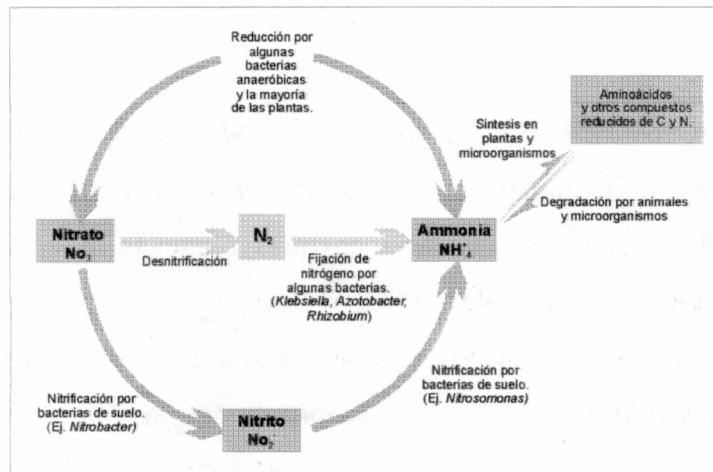 Reducción por
algunas
bacterias
anaeróbicas
y la mayoría
de las plantas.
Aminoácidos
y otros compuestos
reducidos de C y N.
Sintesis en
plantas y
microorganismos
Degradación por animales
y microorganismos
Nitrato
No₃
Desnitrificación
N₂
Fijación de
nitrógeno por
algunas bacterias.
(Klebsiella, Azotobacter,
Rhizobium)
Ammonia
NH⁺₄
Nitrificación por
bacterias de suelo.
(Ej. Nitrobacter)
Nitrito
No₂⁻
Nitrificación por
bacterias de suelo.
(Ej. Nitrosomonas)